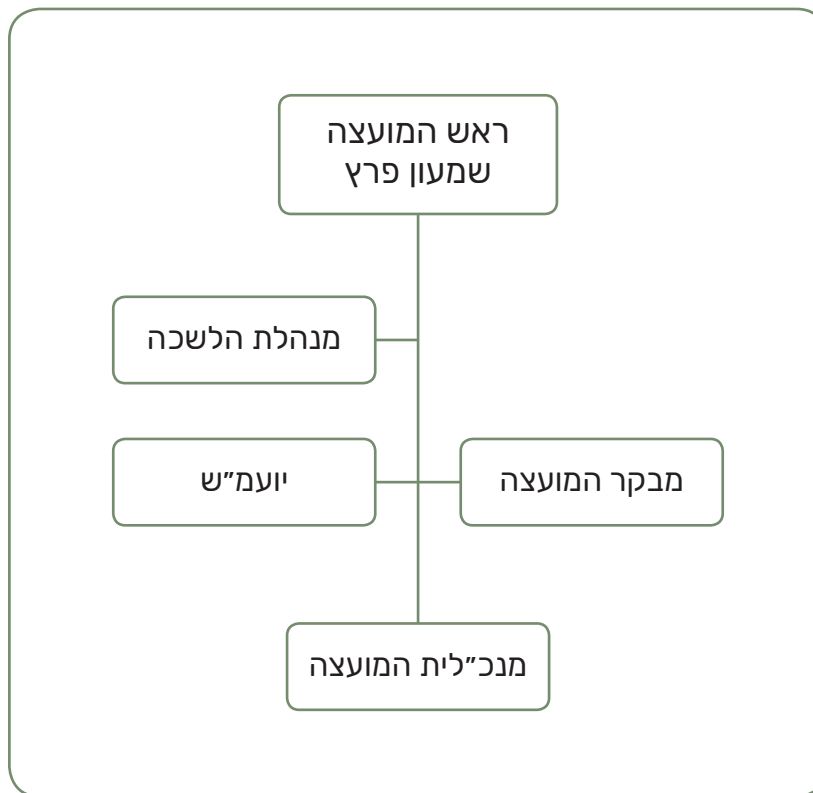 ראש המועצה
שמעון פרץ
מנהלת הלשכה
מבקר המועצה
יועמ״ש
מנכ״לית המועצה